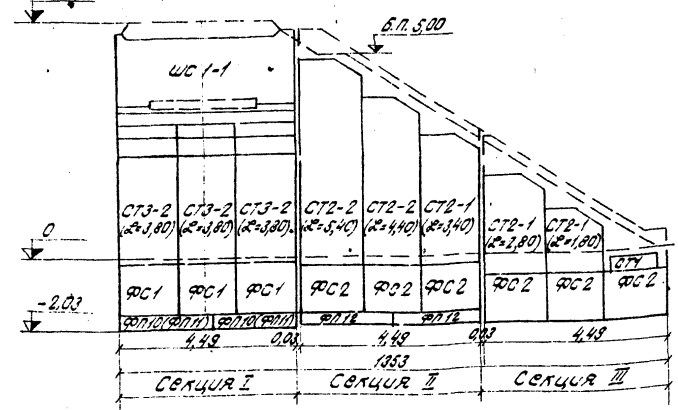 Б.П. 5,00
ШС 1-1
СТ3-2 СТ3-2 СТ3-2 СТ2-2 СТ2-2 СТ2-1 СТ2-1 СТ2-1
(L=3,80) (L=3,80) (L=3,80) (L=5,40) (L=4,40) (L=3,40) (L=2,80) (L=1,80)
0
СТ1
ФС1 ФС1 ФС1 ФС2 ФС2 ФС2 ФС2 ФС2 ФС2
-2,03
ФП10(ФП11) ФП10(ФП11) ФП12 ФП12
4,49 0,03 4,49 0,03 4,49
1353
Секция I Секция II Секция III